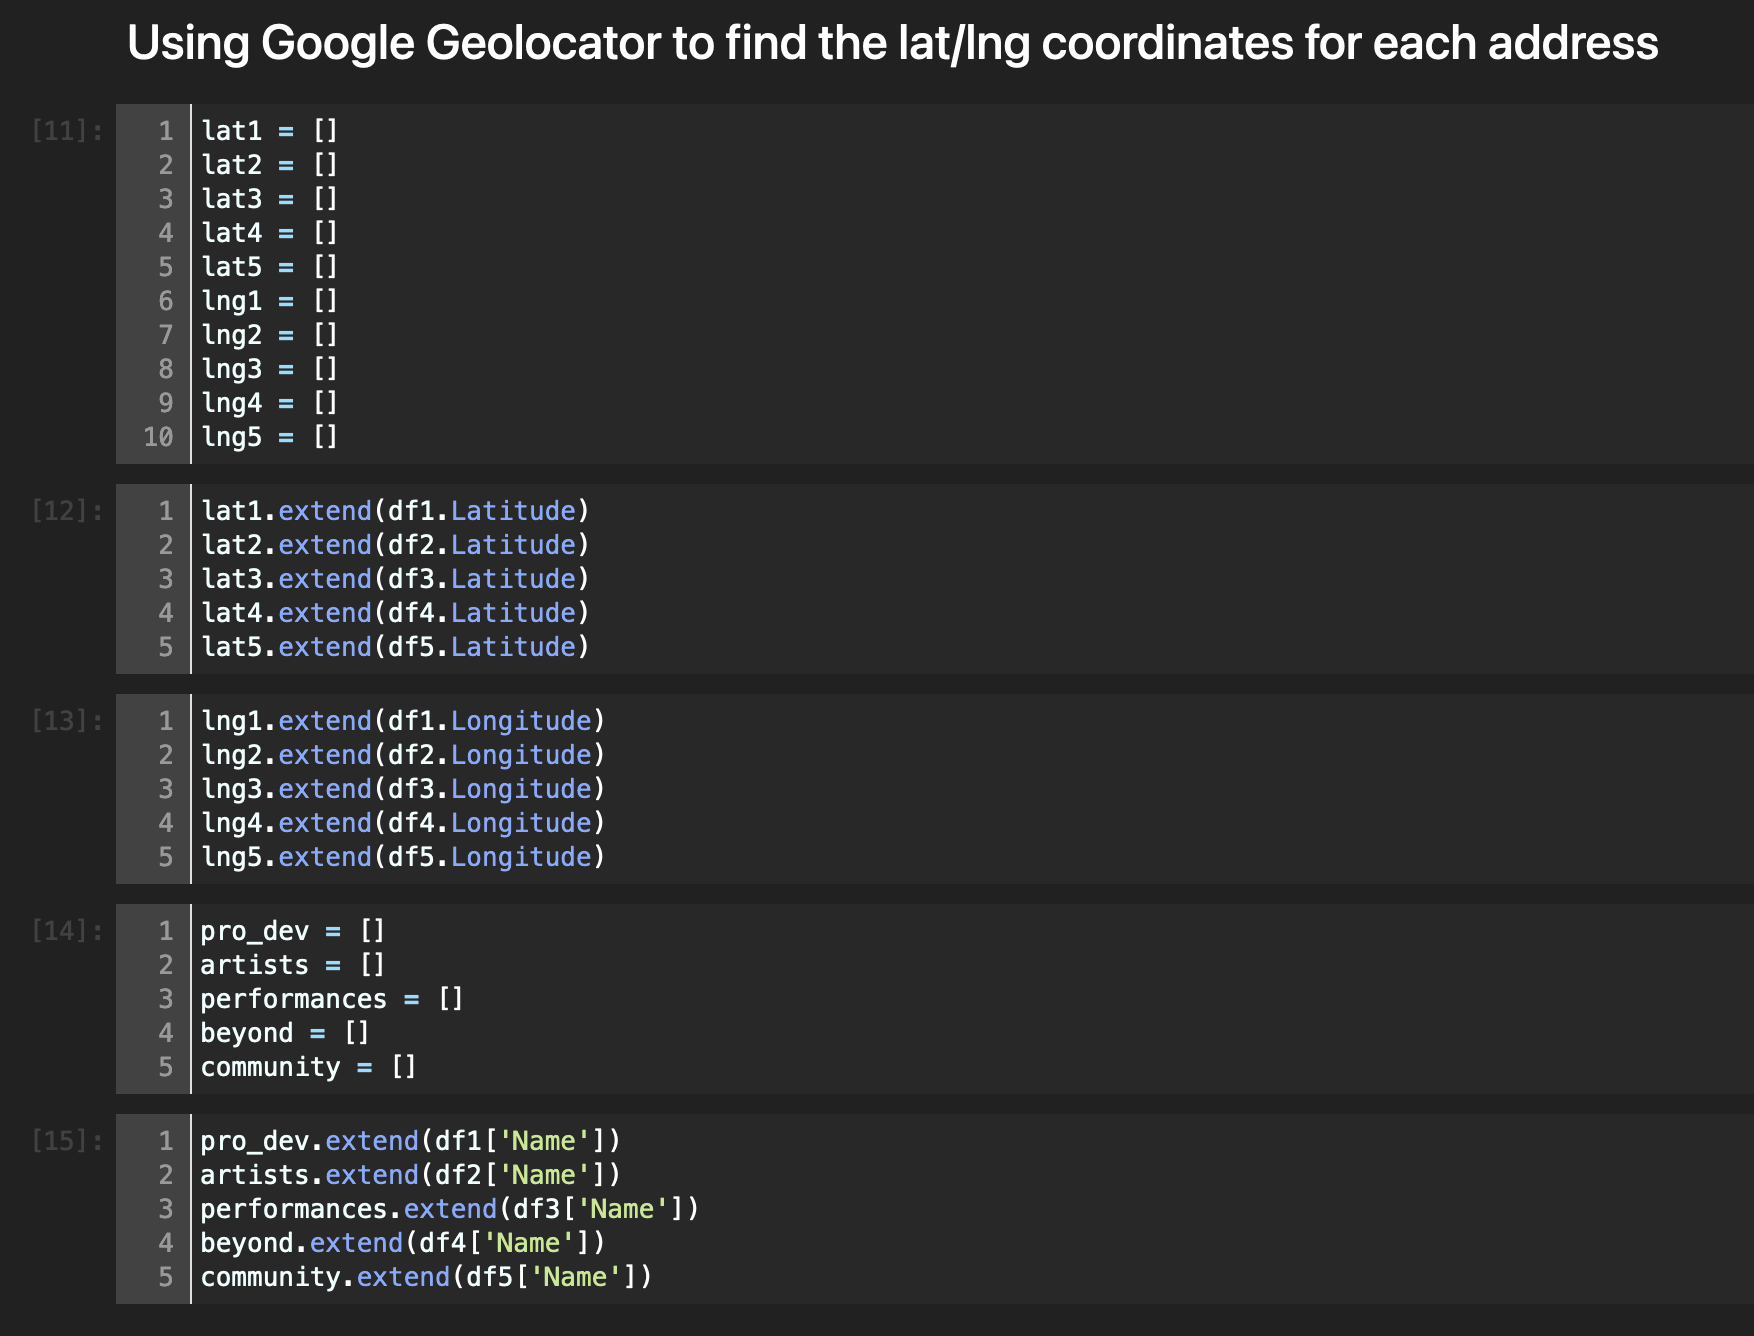 Using Google Geolocator to find the lat/lng coordinates for each address
[11]:
1 lat1 = []
2 lat2 = []
3 lat3 = []
4 lat4 = []
5 lat5 = []
6 lng1 = []
7 lng2 = []
8 lng3 = []
9 lng4 = []
10 lng5 = []
[12]:
1 lat1.extend(df1.Latitude)
2 lat2.extend(df2.Latitude)
3 lat3.extend(df3.Latitude)
4 lat4.extend(df4.Latitude)
5 lat5.extend(df5.Latitude)
[13]:
1 lng1.extend(df1.Longitude)
2 lng2.extend(df2.Longitude)
3 lng3.extend(df3.Longitude)
4 lng4.extend(df4.Longitude)
5 lng5.extend(df5.Longitude)
[14]:
1 pro_dev = []
2 artists = []
3 performances = []
4 beyond = []
5 community = []
[15]:
1 pro_dev.extend(df1['Name'])
2 artists.extend(df2['Name'])
3 performances.extend(df3['Name'])
4 beyond.extend(df4['Name'])
5 community.extend(df5['Name'])